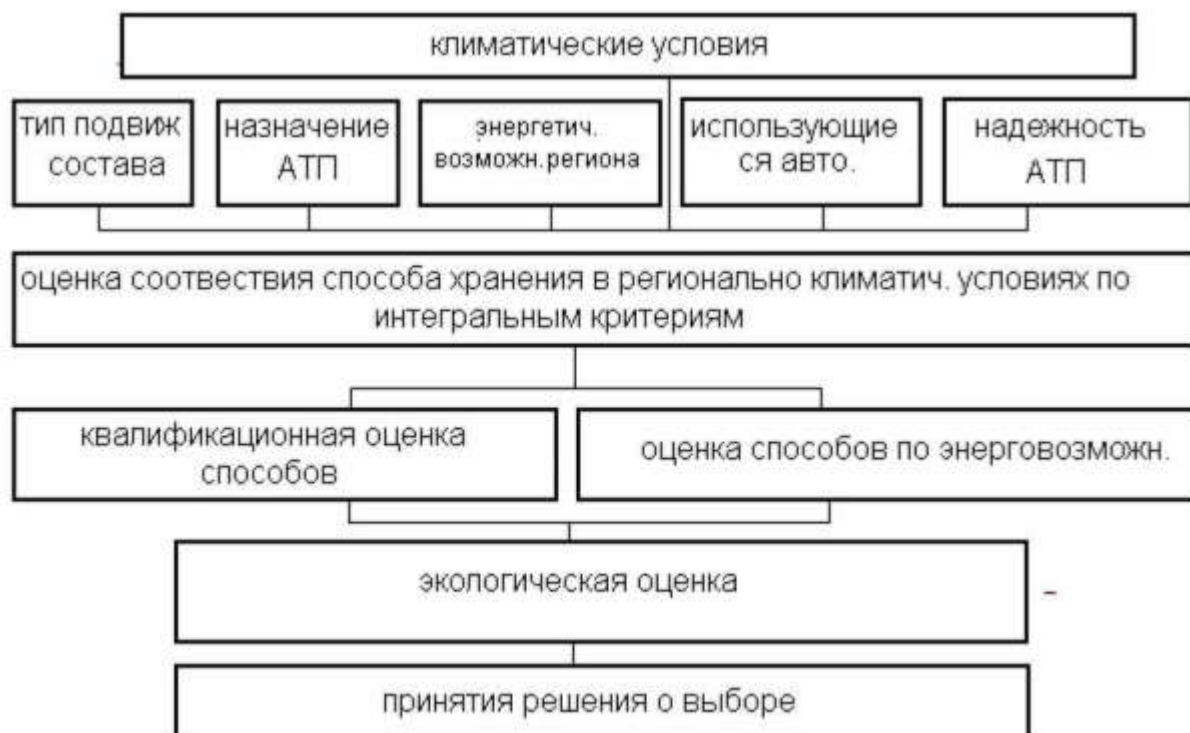 климатические условия
тип подвиж
состава
назначение
АТП
энергетич.
возможн.региона
использующие
ся авто.
надежность
АТП
оценка соотвествия способа хранения в регионально климатич. условиях по
интегральным критериям
квалификационная оценка
способов
оценка способов по энерговозможн.
экологическая оценка
принятия решения о выборе